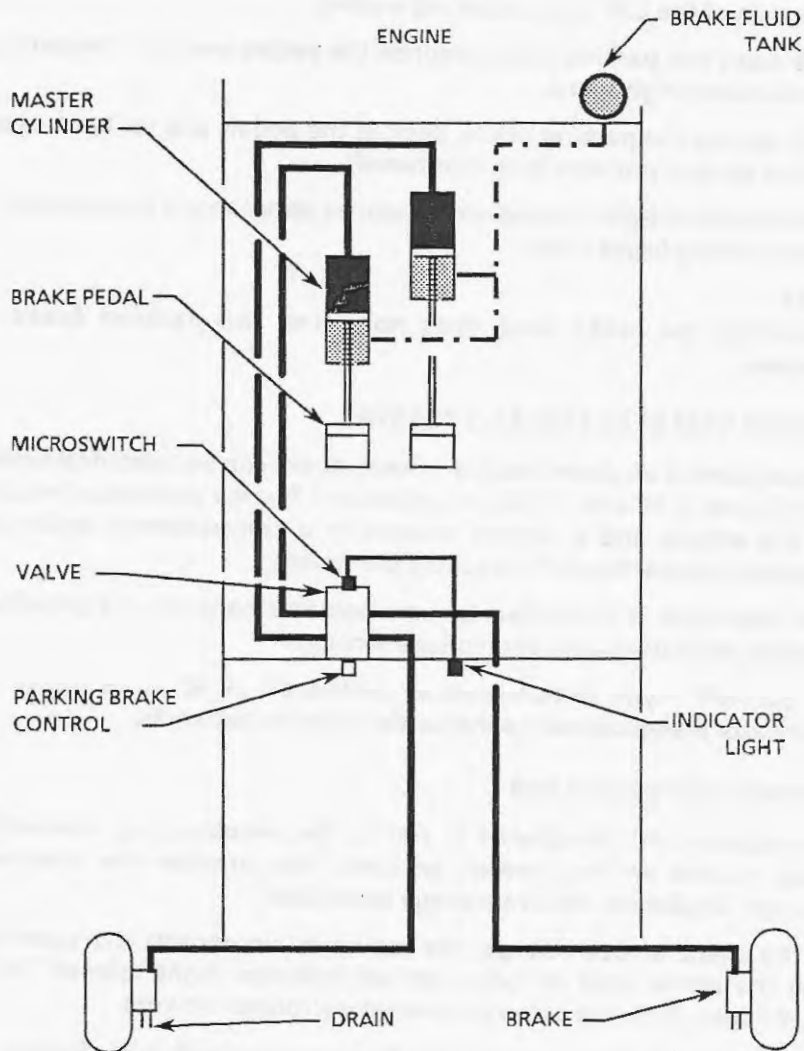 ENGINE
BRAKE FLUID
TANK
MASTER
CYLINDER
BRAKE PEDAL
MICROSWITCH
VALVE
PARKING BRAKE
CONTROL
INDICATOR
LIGHT
DRAIN
BRAKE